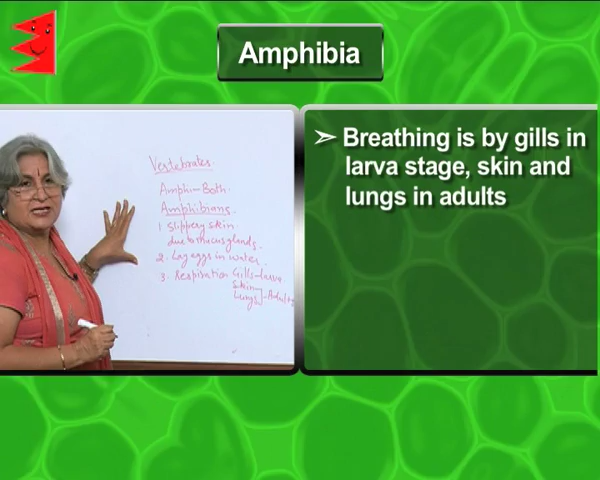 Amphibia
Vertebrates.
Amphi - Both.
Amphibians.
1 Slippery skin
due to mucus glands.
2. Lay eggs in water.
3. Respiration Gills - larva
Skin
Lungs - Adults
➢ Breathing is by gills in
larva stage, skin and
lungs in adults